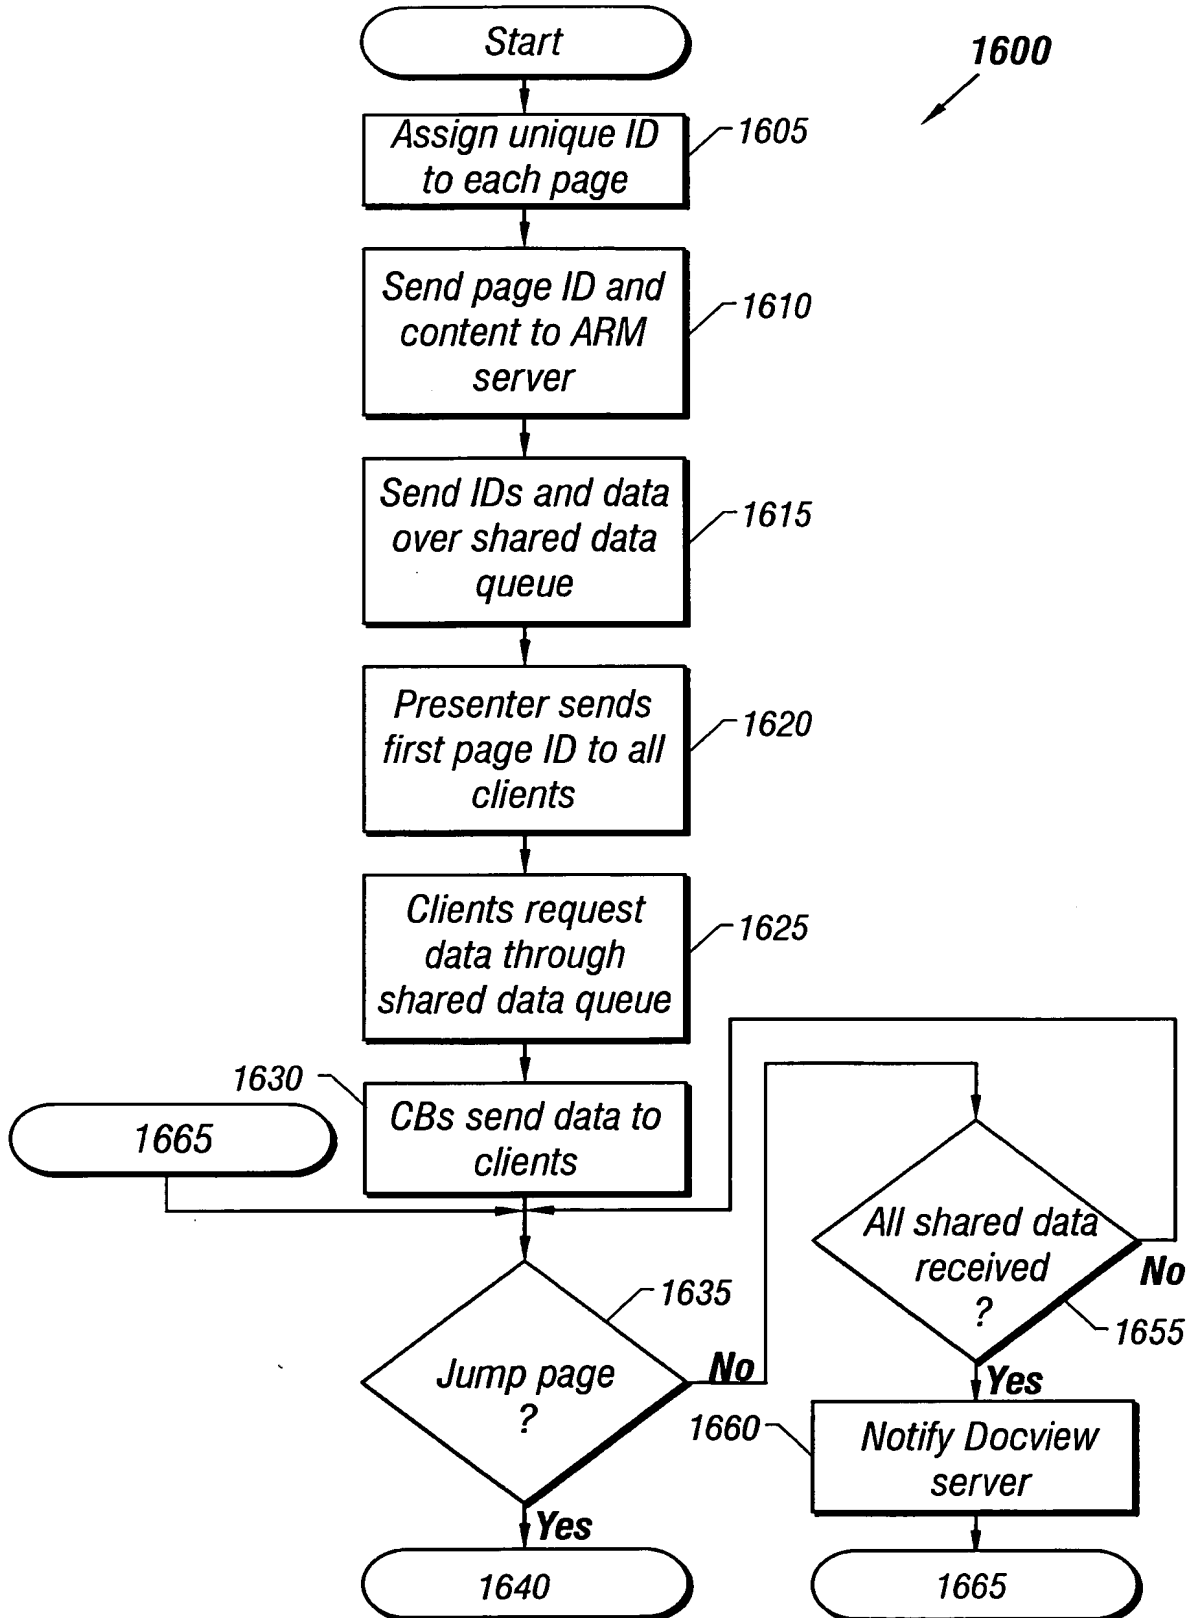 Start
1600
Assign unique ID
to each page
1605
Send page ID and
content to ARM
server
1610
Send IDs and data
over shared data
queue
1615
Presenter sends
first page ID to all
clients
1620
Clients request
data through
shared data queue
1625
1630
CBs send data to
clients
1665
All shared data
received
?
No
1655
1635
Jump page
?
No
Yes
1660
Notify Docview
server
Yes
1640
1665